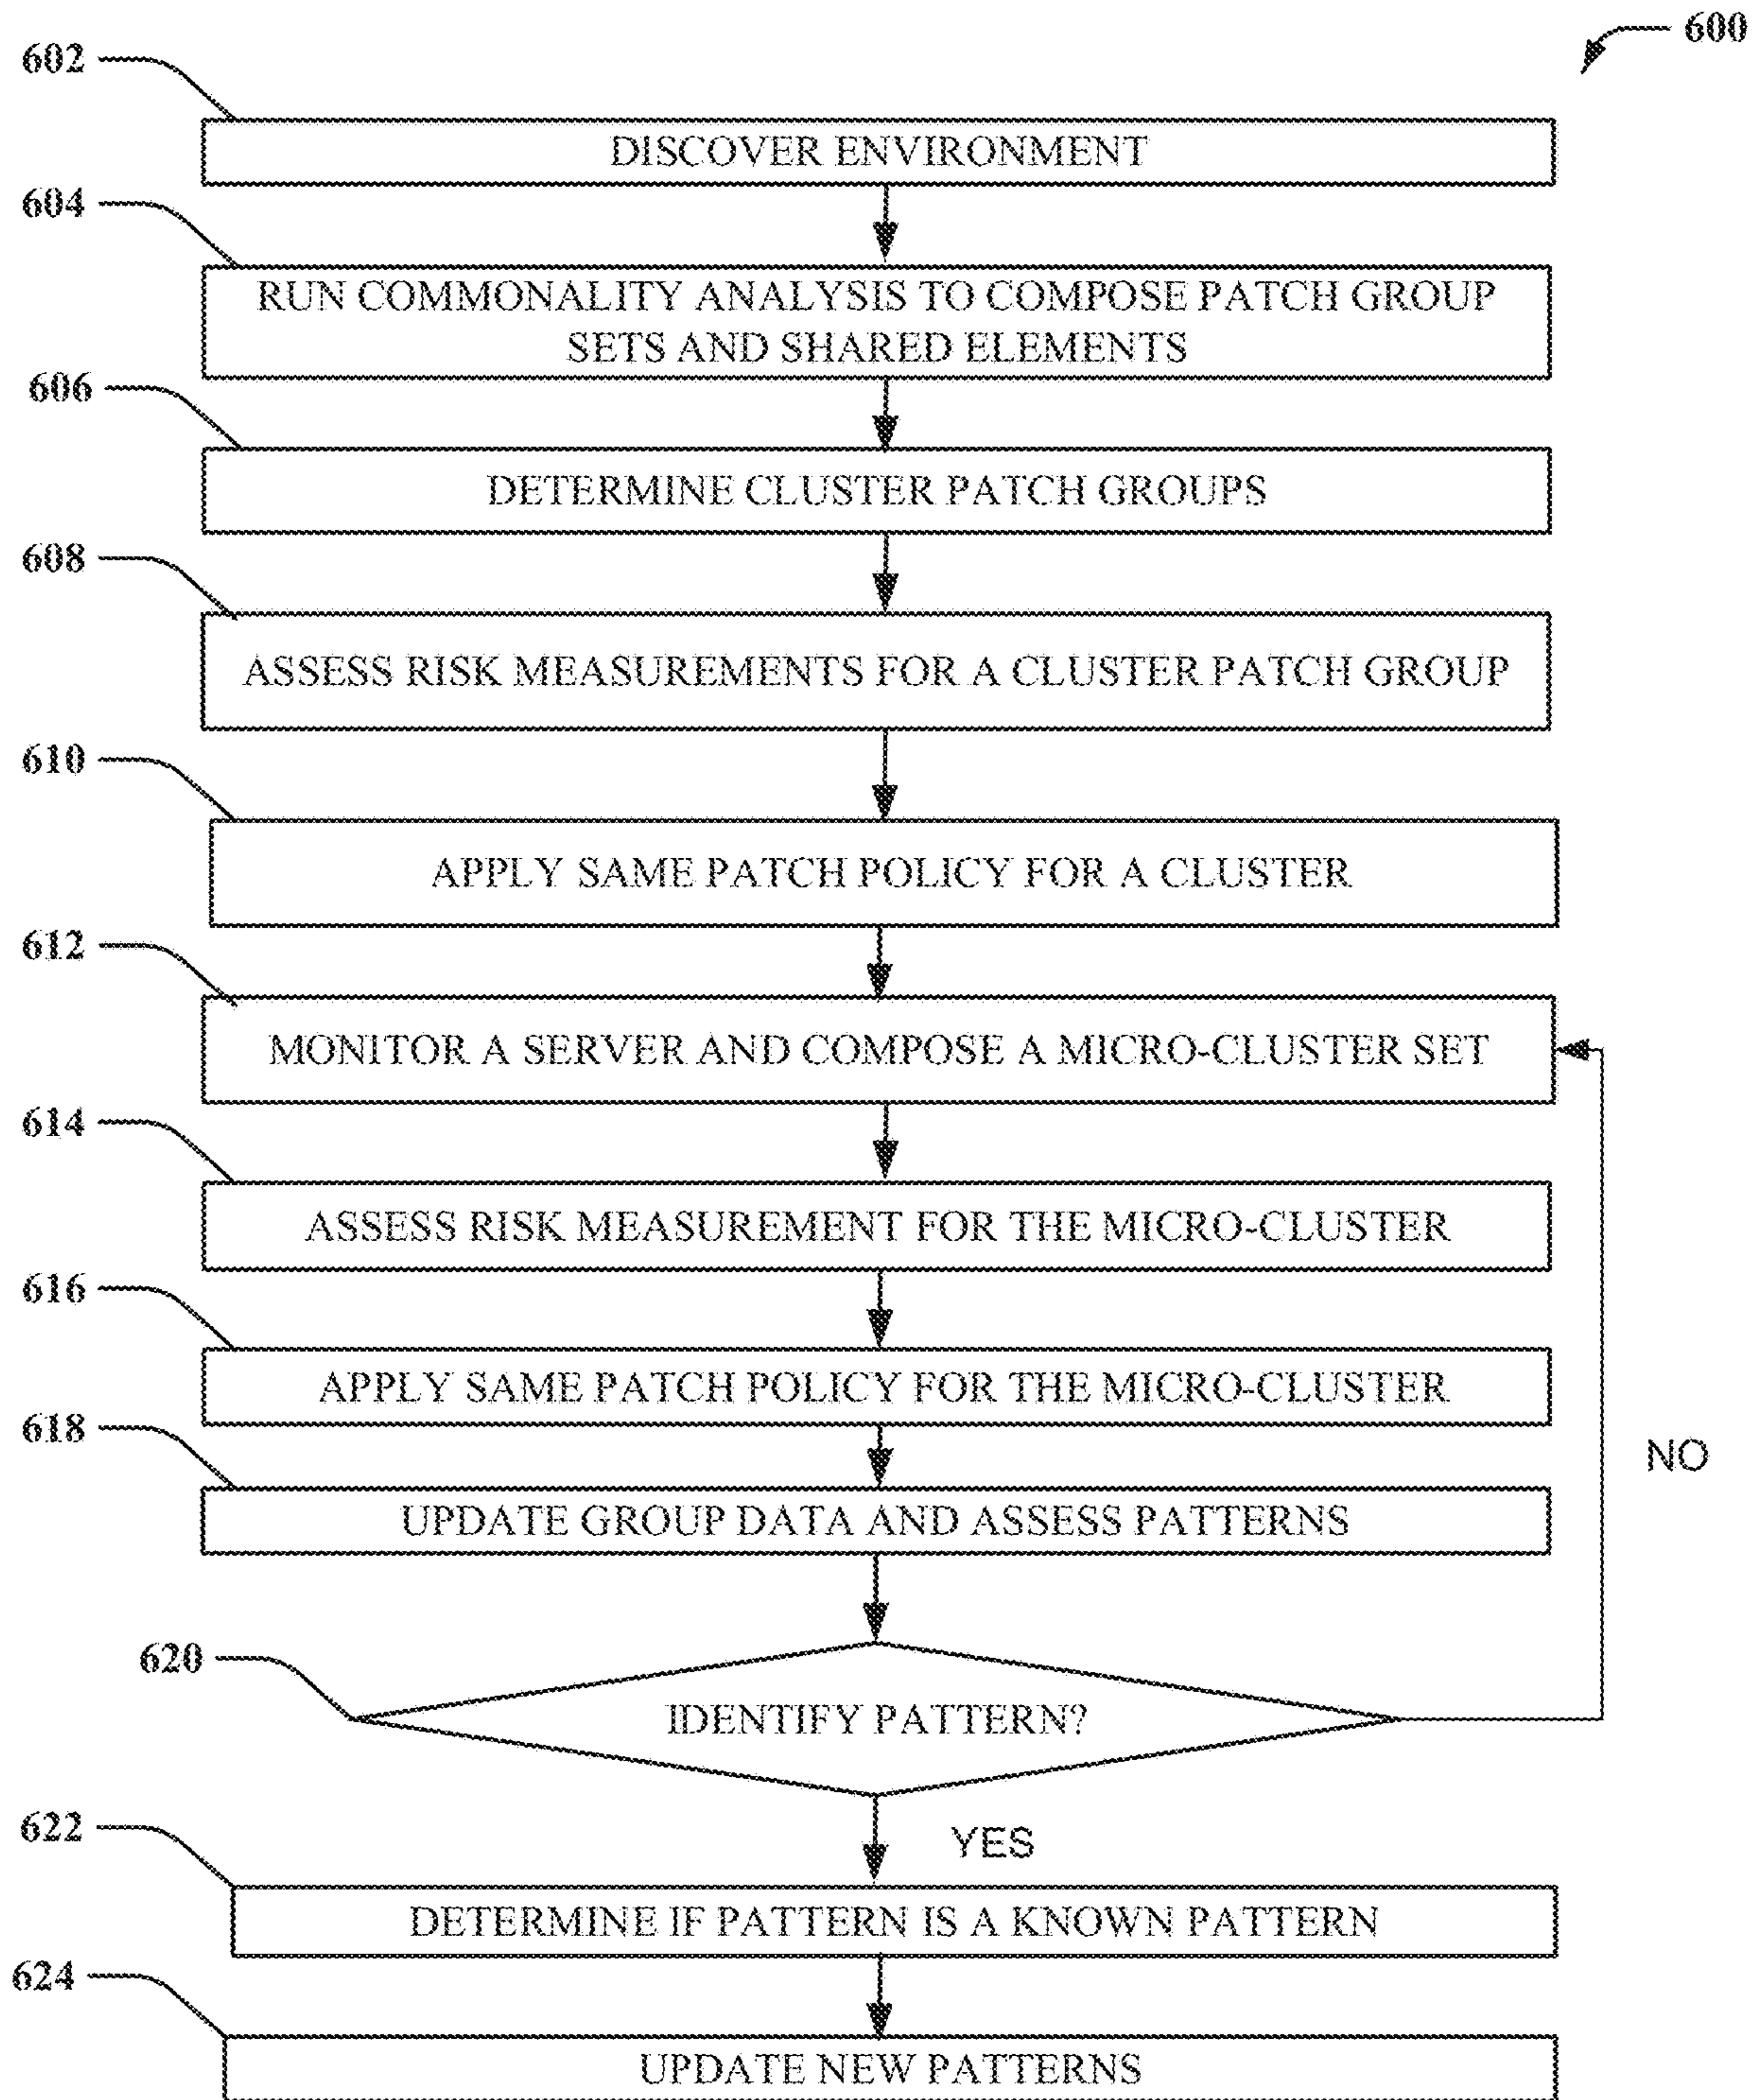 600
602
DISCOVER ENVIRONMENT
604
RUN COMMONALITY ANALYSIS TO COMPOSE PATCH GROUP
SETS AND SHARED ELEMENTS
606
DETERMINE CLUSTER PATCH GROUPS
608
ASSESS RISK MEASUREMENTS FOR A CLUSTER PATCH GROUP
610
APPLY SAME PATCH POLICY FOR A CLUSTER
612
MONITOR A SERVER AND COMPOSE A MICRO-CLUSTER SET
614
ASSESS RISK MEASUREMENT FOR THE MICRO-CLUSTER
616
APPLY SAME PATCH POLICY FOR THE MICRO-CLUSTER
618
UPDATE GROUP DATA AND ASSESS PATTERNS
NO
620
IDENTIFY PATTERN?
YES
622
DETERMINE IF PATTERN IS A KNOWN PATTERN
624
UPDATE NEW PATTERNS